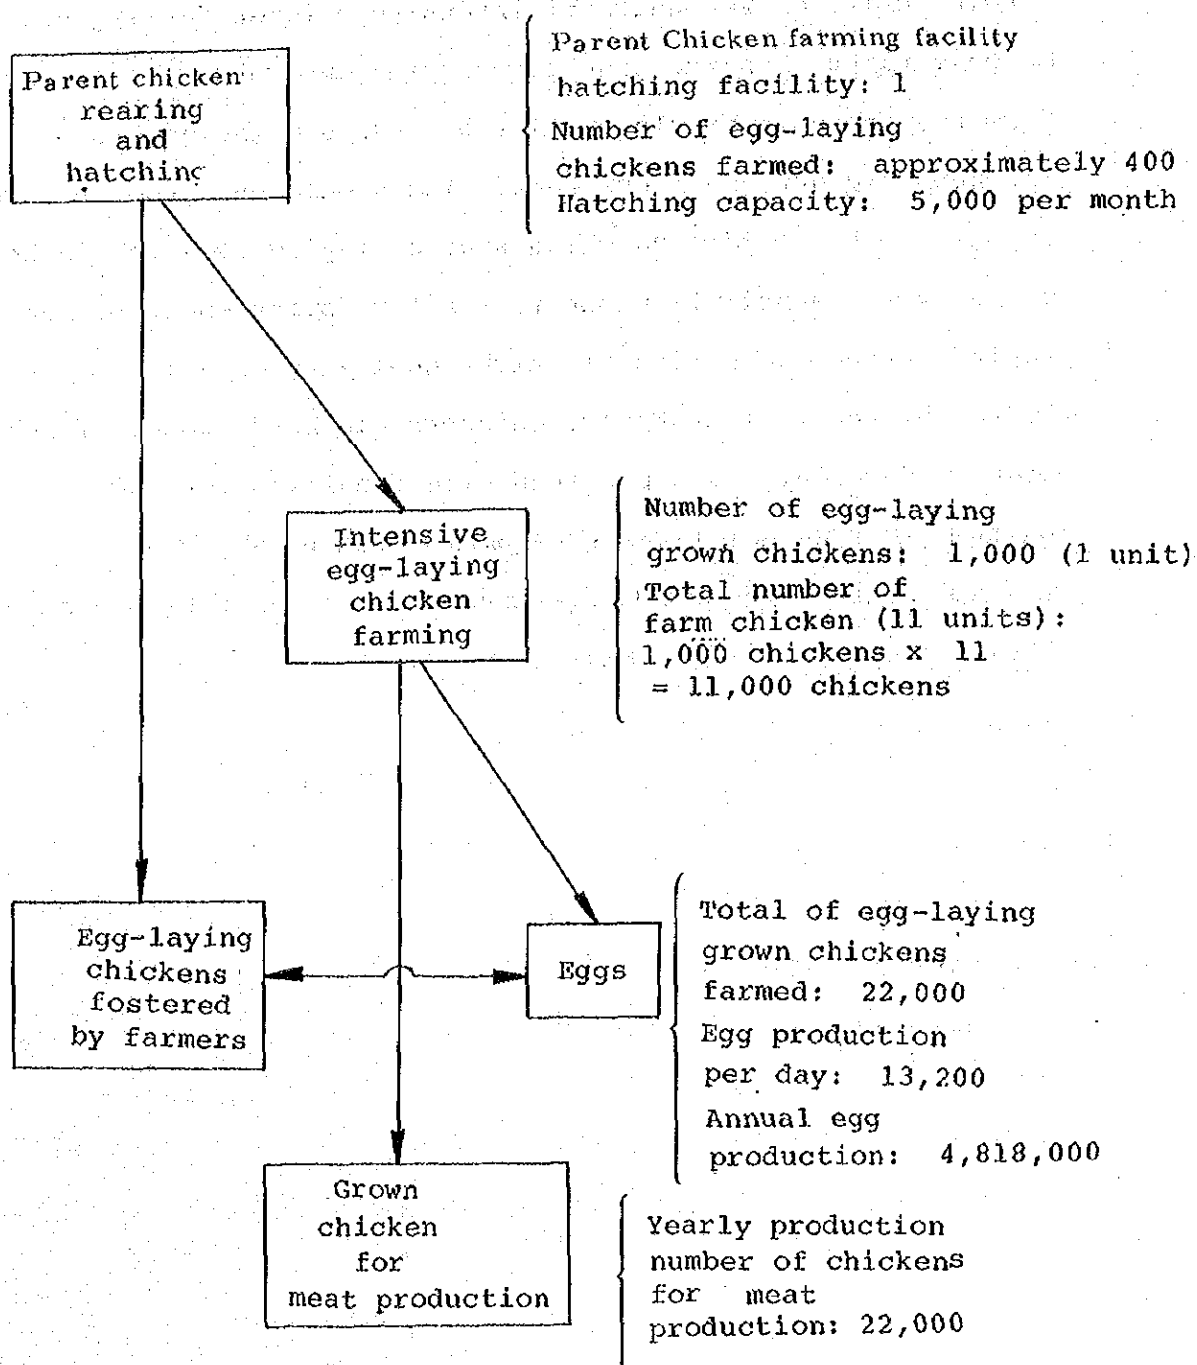 Parent chicken
rearing
and
hatching
Parent Chicken farming facility
hatching facility: 1
Number of egg-laying
chickens farmed: approximately 400
Hatching capacity: 5,000 per month
Intensive
egg-laying
chicken
farming
Number of egg-laying
grown chickens: 1,000 (1 unit)
Total number of
farm chicken (11 units):
1,000 chickens x 11
= 11,000 chickens
Egg-laying
chickens
fostered
by farmers
Eggs
Total of egg-laying
grown chickens
farmed: 22,000
Egg production
per day: 13,200
Annual egg
production: 4,818,000
Grown
chicken
for
meat production
Yearly production
number of chickens
for meat
production: 22,000